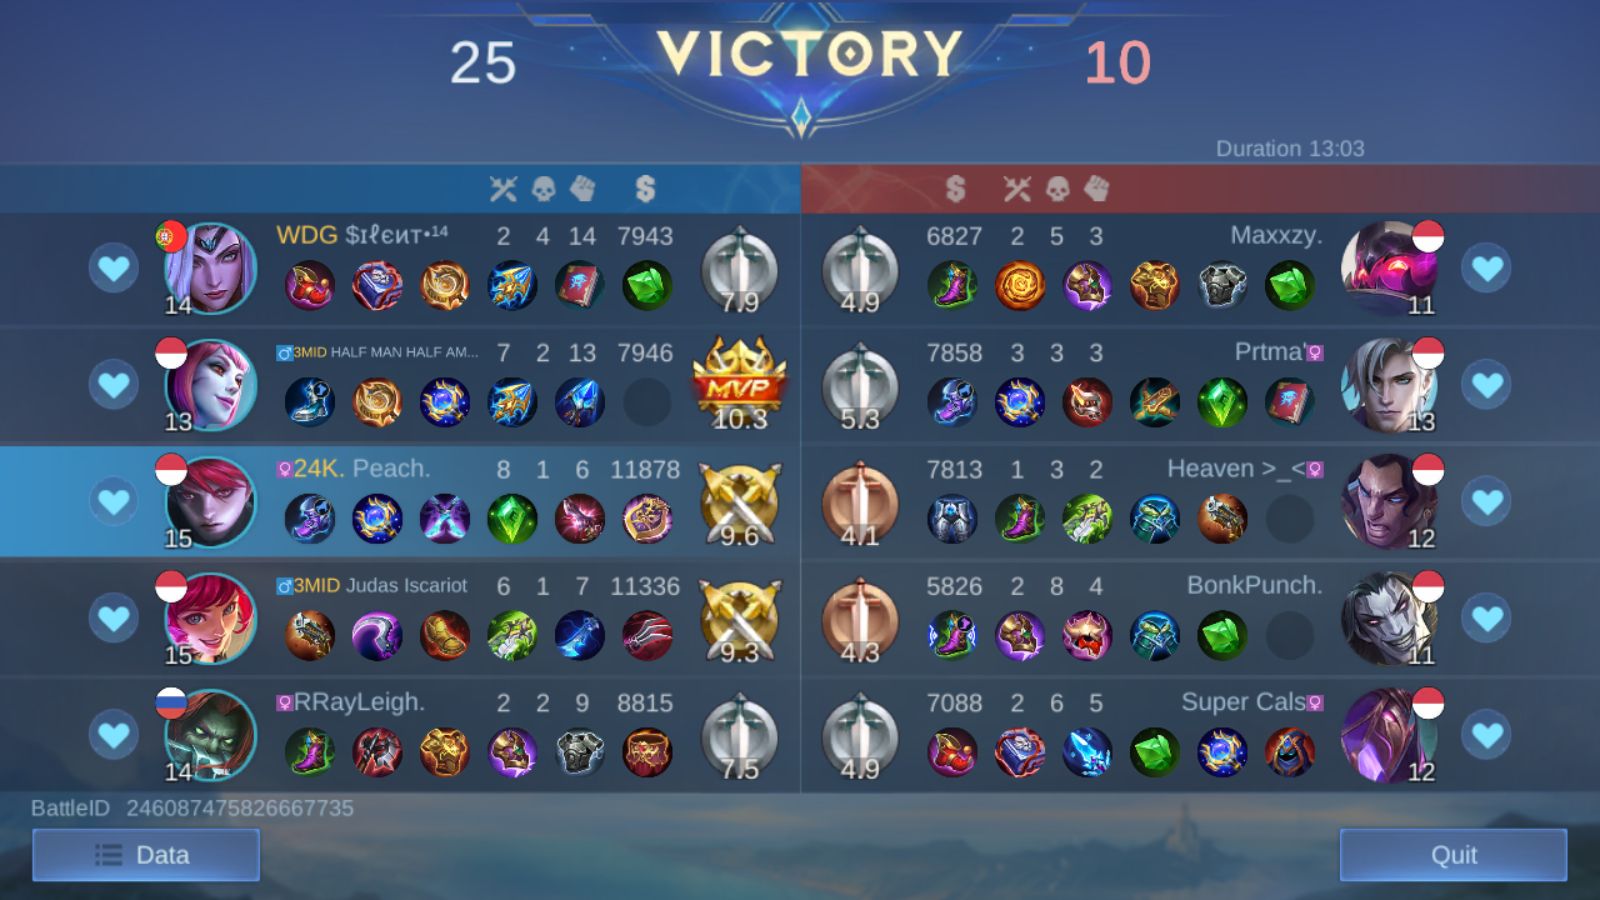 25 VICTORY 10
Duration 13:03
WDG $ıℓєит•¹⁴ 2 4 14 7943
14 7.9
6827 2 5 3 Maxxzy.
4.9 11
3MID HALF MAN HALF AM... 7 2 13 7946
13 MVP 10.3
7858 3 3 3 Prtma'
5.3 13
24K. Peach. 8 1 6 11878
15 9.6
7813 1 3 2 Heaven >_<
4.1 12
3MID Judas Iscariot 6 1 7 11336
15 9.3
5826 2 8 4 BonkPunch.
4.3 11
RRayLeigh. 2 2 9 8815
14 7.5
7088 2 6 5 Super Cals
4.9 12
BattleID 246087475826667735
Data Quit